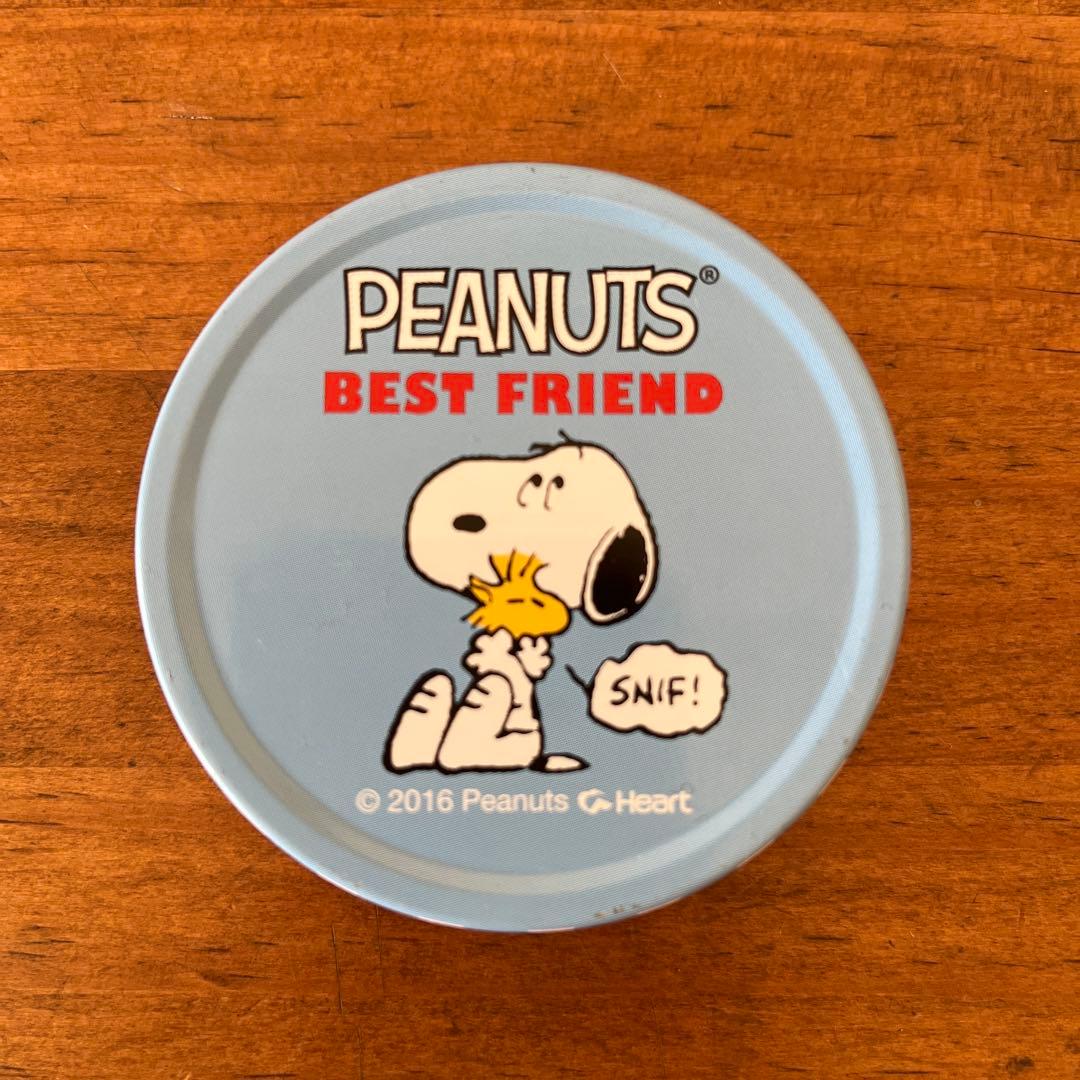 PEANUTS®
BEST FRIEND
SNIF!
© 2016 Peanuts Heart